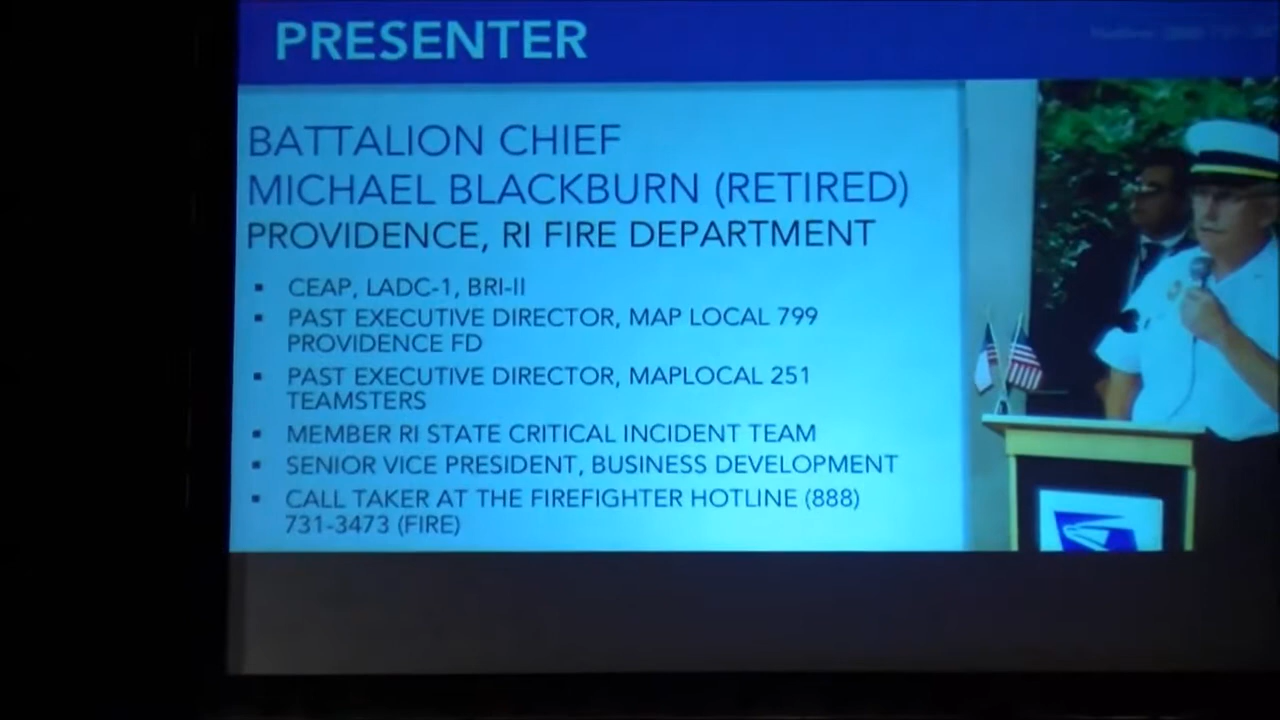 PRESENTER
BATTALION CHIEF
MICHAEL BLACKBURN (RETIRED)
PROVIDENCE, RI FIRE DEPARTMENT
▪ CEAP, LADC-1, BRI-II
▪ PAST EXECUTIVE DIRECTOR, MAP LOCAL 799
PROVIDENCE FD
▪ PAST EXECUTIVE DIRECTOR, MAPLOCAL 251
TEAMSTERS
▪ MEMBER RI STATE CRITICAL INCIDENT TEAM
▪ SENIOR VICE PRESIDENT, BUSINESS DEVELOPMENT
▪ CALL TAKER AT THE FIREFIGHTER HOTLINE (888)
731-3473 (FIRE)